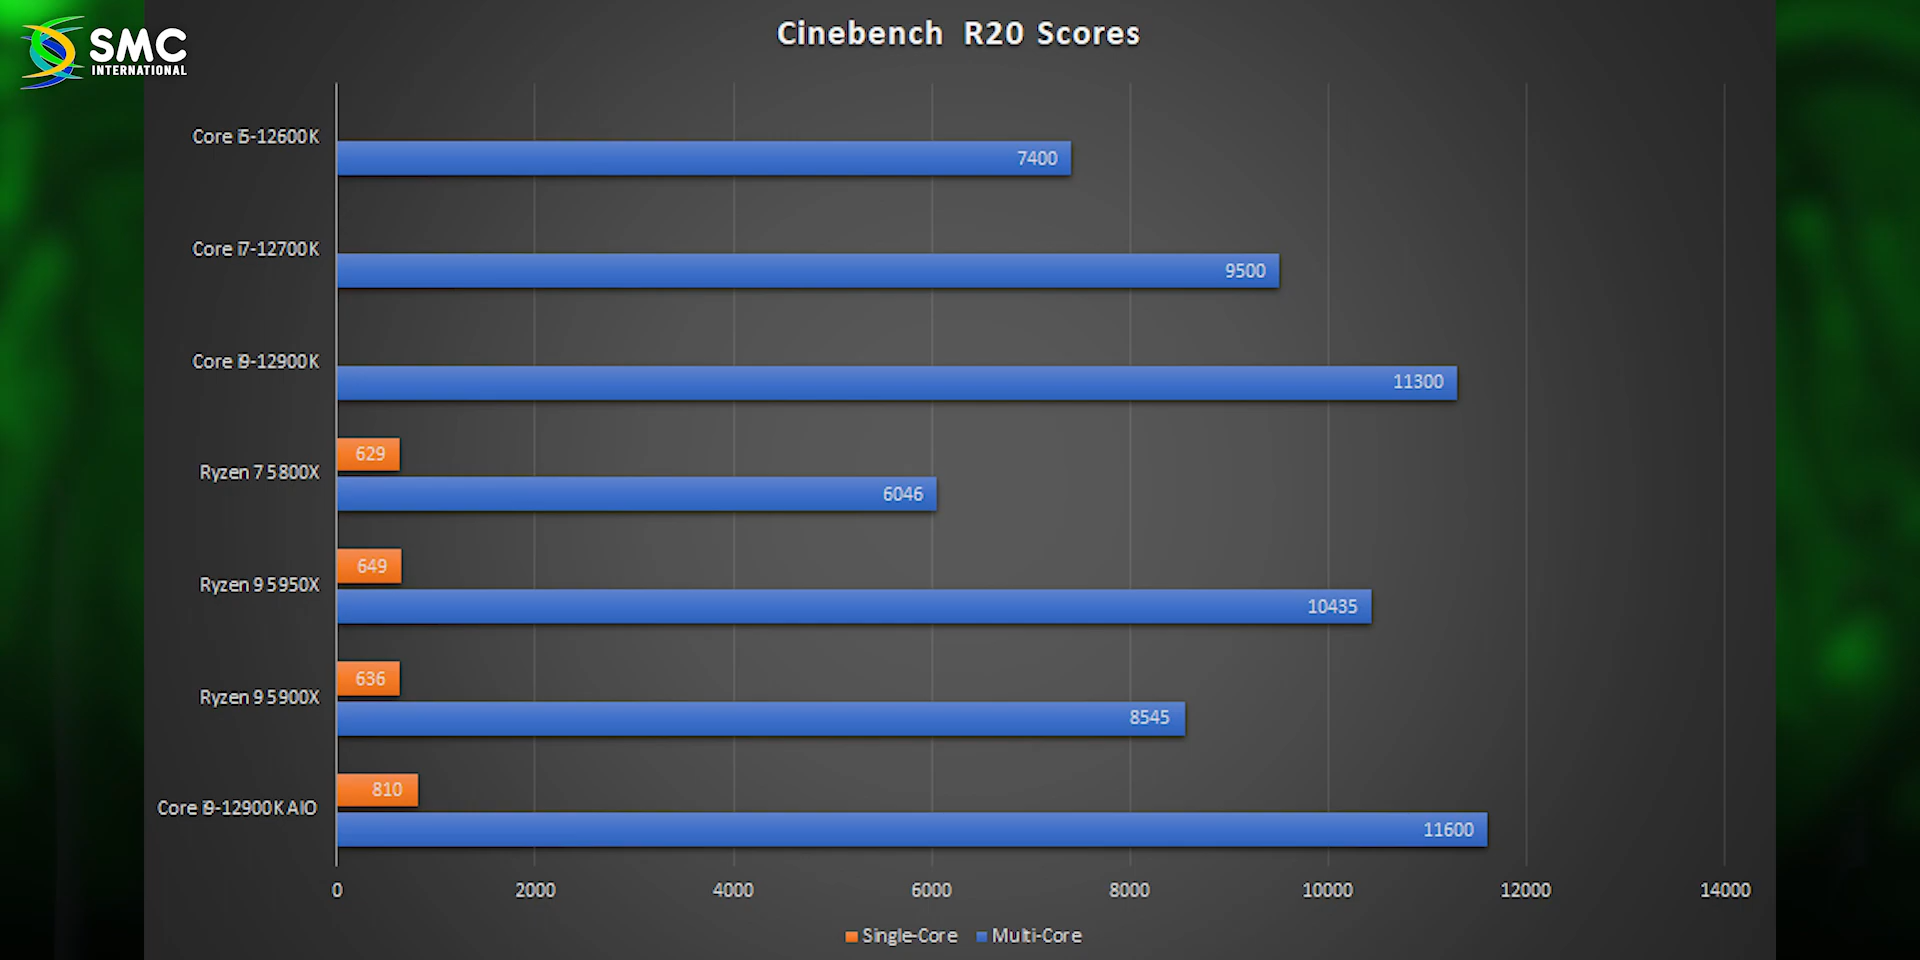 SMC
INTERNATIONAL
Cinebench R20 Scores
Core i5-12600K
7400
Core i7-12700K
9500
Core i9-12900K
11300
629
Ryzen 7 5800X
6046
649
Ryzen 9 5950X
10435
636
Ryzen 9 5900X
8545
810
Core i9-12900K AIO
11600
0 2000 4000 6000 8000 10000 12000 14000
Single-Core Multi-Core